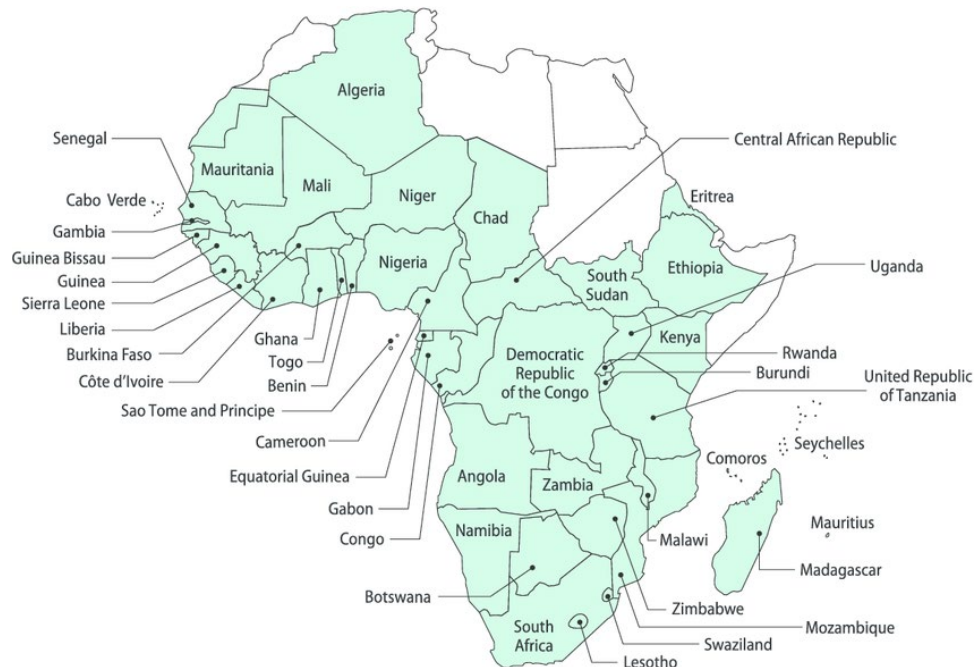 Algeria
Senegal
Central African Republic
Mauritania
Mali
Niger
Cabo Verde
Eritrea
Chad
Gambia
Guinea Bissau
Nigeria
Ethiopia
Uganda
South
Sudan
Guinea
Sierra Leone
Liberia
Ghana
Kenya
Burkina Faso
Togo
Democratic
Republic
of the Congo
Rwanda
Burundi
Côte d'Ivoire
Benin
United Republic
of Tanzania
Sao Tome and Principe
Cameroon
Seychelles
Comoros
Equatorial Guinea
Angola
Zambia
Gabon
Mauritius
Namibia
Congo
Malawi
Madagascar
Botswana
Zimbabwe
South
Africa
Mozambique
Swaziland
Lesotho